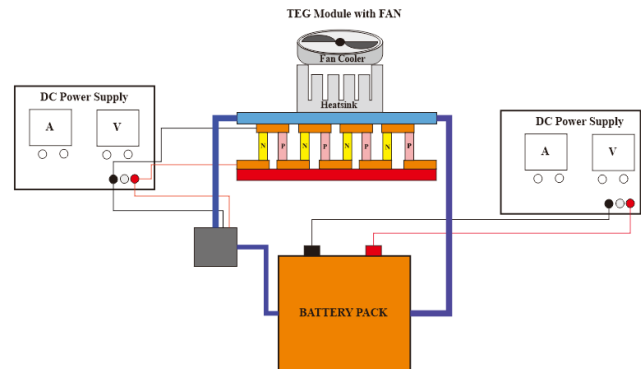 TEG Module with FAN
Fan Cooler
Heatsink
DC Power Supply
A
V
DC Power Supply
A
V
N
P
N
P
N
P
N
P
BATTERY PACK